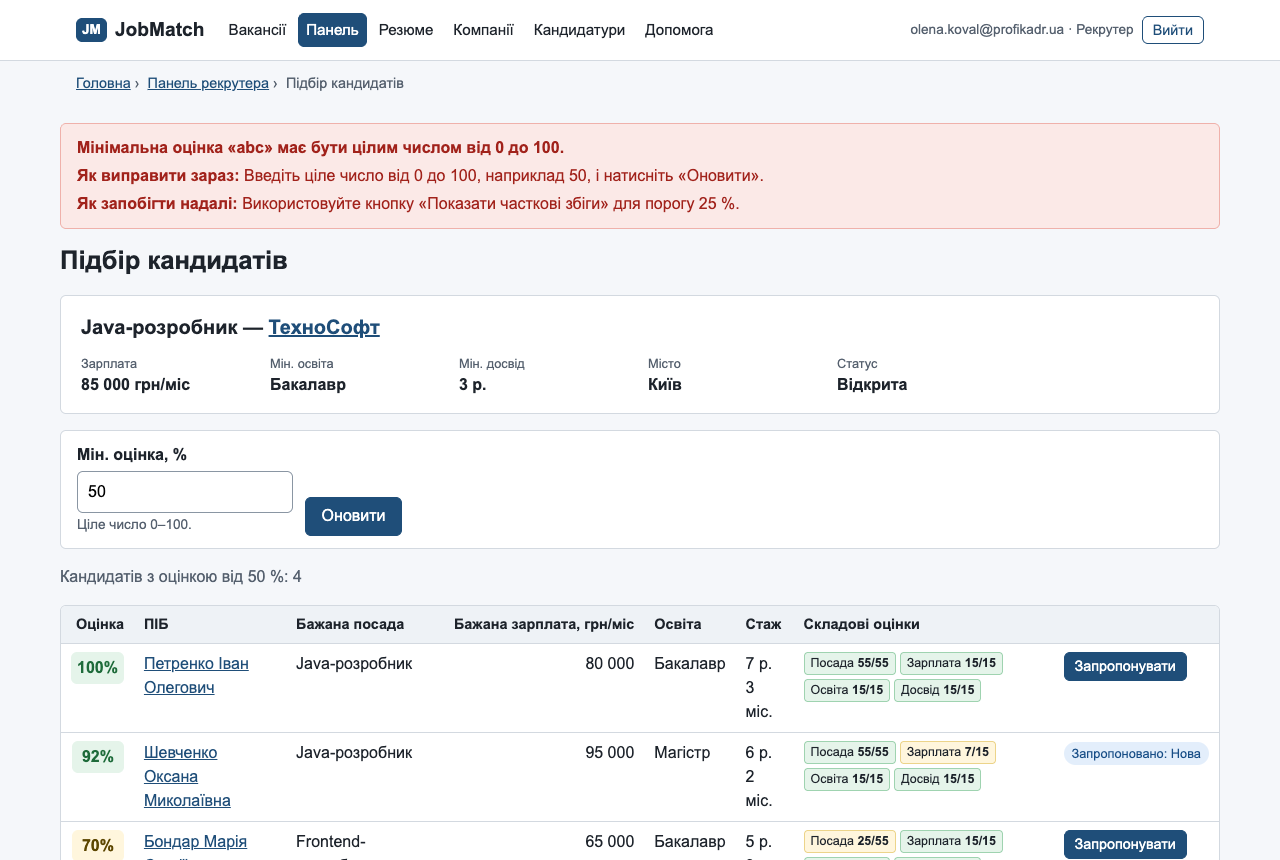 JM JobMatch Вакансії Панель Резюме Компанії Кандидатури Допомога olena.koval@profikadr.ua · Рекрутер Вийти
Головна › Панель рекрутера › Підбір кандидатів
Мінімальна оцінка «abc» має бути цілим числом від 0 до 100.
Як виправити зараз: Введіть ціле число від 0 до 100, наприклад 50, і натисніть «Оновити».
Як запобігти надалі: Використовуйте кнопку «Показати часткові збіги» для порогу 25 %.
Підбір кандидатів
Java-розробник — ТехноСофт
Зарплата Мін. освіта Мін. досвід Місто Статус
85 000 грн/міс Бакалавр 3 р. Київ Відкрита
Мін. оцінка, %
50
Ціле число 0–100.
Оновити
Кандидатів з оцінкою від 50 %: 4
Оцінка ПІБ Бажана посада Бажана зарплата, грн/міс Освіта Стаж Складові оцінки
100% Петренко Іван Java-розробник 80 000 Бакалавр 7 р. Посада 55/55 Зарплата 15/15 Запропонувати
Олегович 3 Освіта 15/15 Досвід 15/15
міс.
92% Шевченко Java-розробник 95 000 Магістр 6 р. Посада 55/55 Зарплата 7/15 Запропоновано: Нова
Оксана 2 Освіта 15/15 Досвід 15/15
Миколаївна міс.
70% Бондар Марія Frontend- 65 000 Бакалавр 5 р. Посада 25/55 Зарплата 15/15 Запропонувати